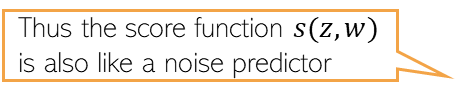 Thus the score function s(z,w)
is also like a noise predictor